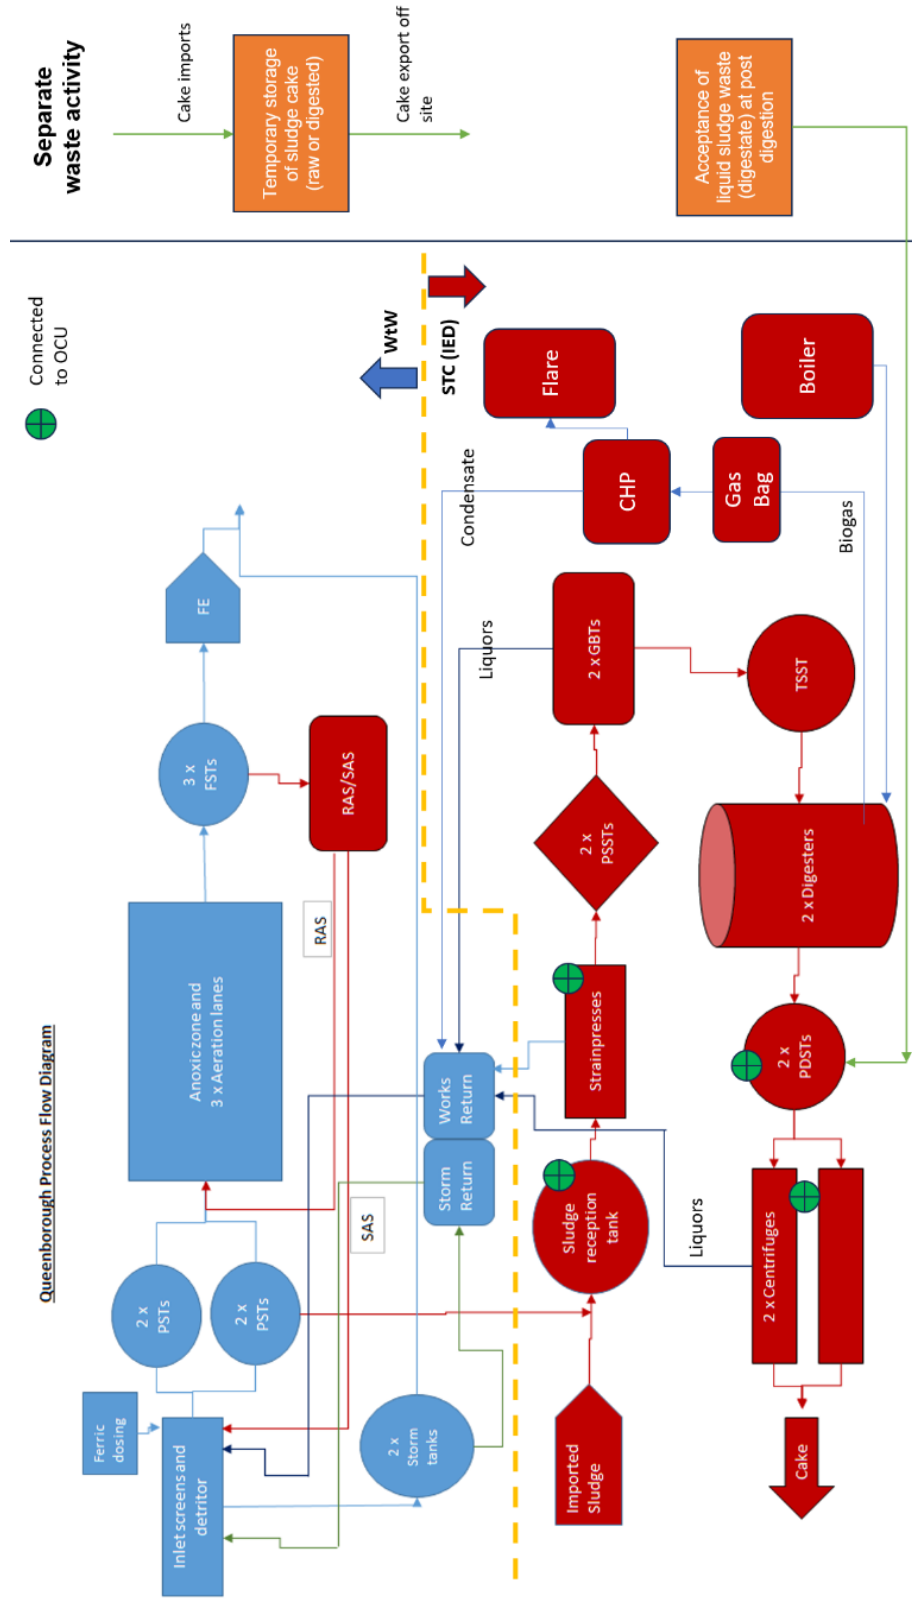 Queenborough Process Flow Diagram
Connected
to OCU
Separate
waste activity
Ferric
dosing
Inlet screens and
detritor
2 x
PSTs
2 x
PSTs
Anoxic zone and
3 x Aeration lanes
3 x
FSTs
FE
RAS/SAS
RAS
SAS
2 x
Storm
tanks
Storm
Return
Works
Return
WtW
STC (IED)
Imported
Sludge
Sludge
reception
tank
Strainpresses
2 x
PSSTs
2 x GBTs
Liquors
Condensate
CHP
Flare
Gas
Bag
Boiler
Biogas
TSST
2 x Digesters
2 x
PDSTs
2 x Centrifuges
Liquors
Cake
Cake imports
Temporary storage
of sludge cake
(raw or digested)
Cake export off
site
Acceptance of
liquid sludge waste
(digestate) at post
digestion